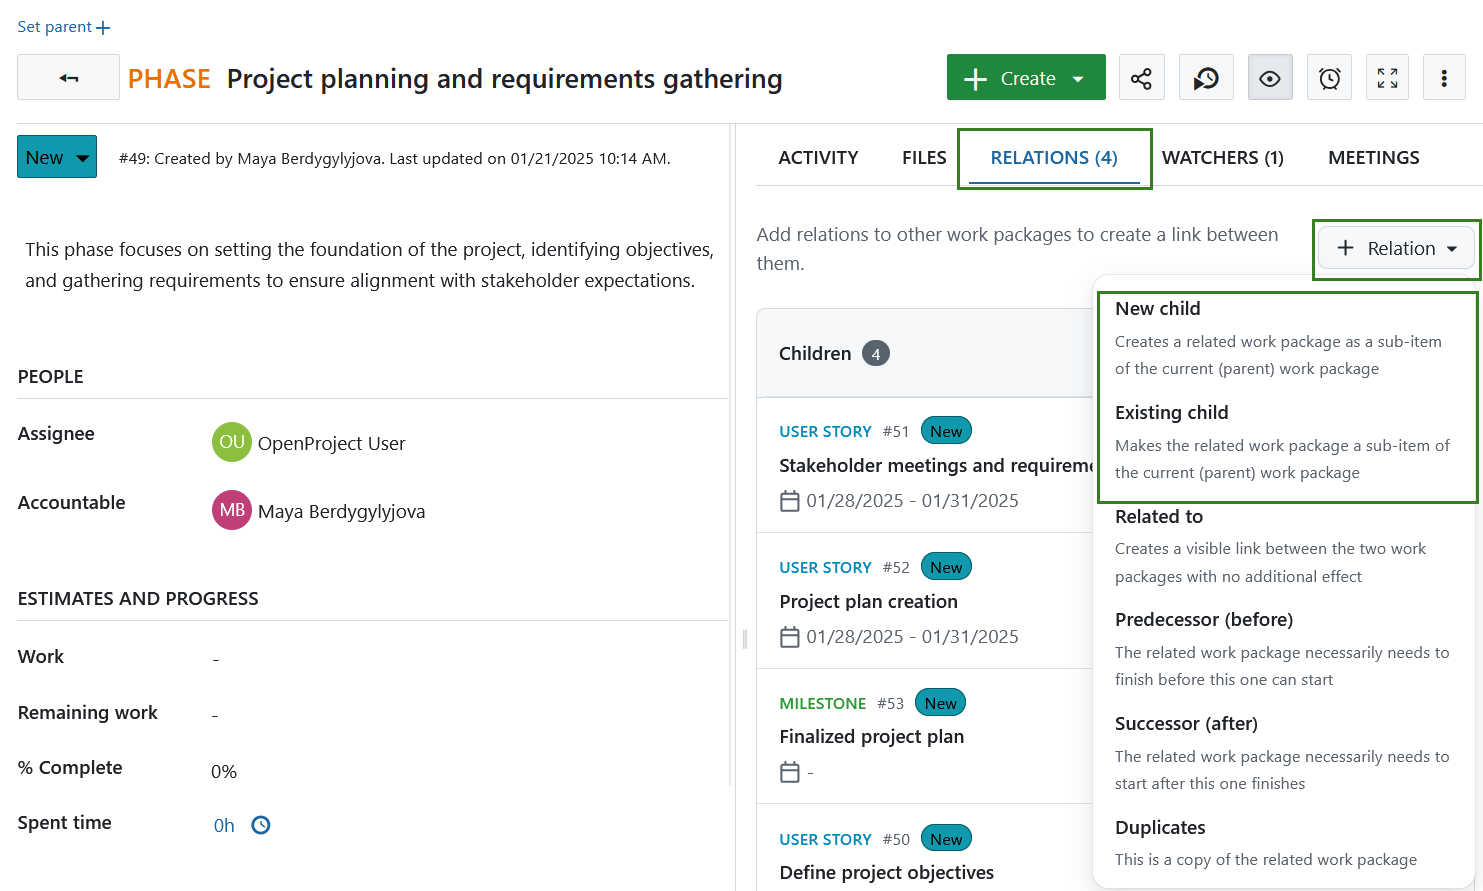 Set parent
PHASE Project planning and requirements gathering
Create
New
#49: Created by Maya Berdygylyjova. Last updated on 01/21/2025 10:14 AM.
This phase focuses on setting the foundation of the project, identifying objectives,
and gathering requirements to ensure alignment with stakeholder expectations.
PEOPLE
Assignee
OU OpenProject User
Accountable
MB Maya Berdygylyjova
ESTIMATES AND PROGRESS
Work -
Remaining work -
% Complete 0%
Spent time 0h
ACTIVITY FILES RELATIONS (4) WATCHERS (1) MEETINGS
Add relations to other work packages to create a link between
them.
Relation
Children 4
USER STORY #51 New
Stakeholder meetings and
01/28/2025 - 01/31/2025
USER STORY #52 New
Project plan creation
01/28/2025 - 01/31/2025
MILESTONE #53 New
Finalized project plan
-
USER STORY #50 New
Define project objectives
New child
Creates a related work package as a sub-item
of the current (parent) work package
Existing child
Makes the related work package a sub-item of
the current (parent) work package
Related to
Creates a visible link between the two work
packages with no additional effect
Predecessor (before)
The related work package necessarily needs to
finish before this one can start
Successor (after)
The related work package necessarily needs to
start after this one finishes
Duplicates
This is a copy of the related work package